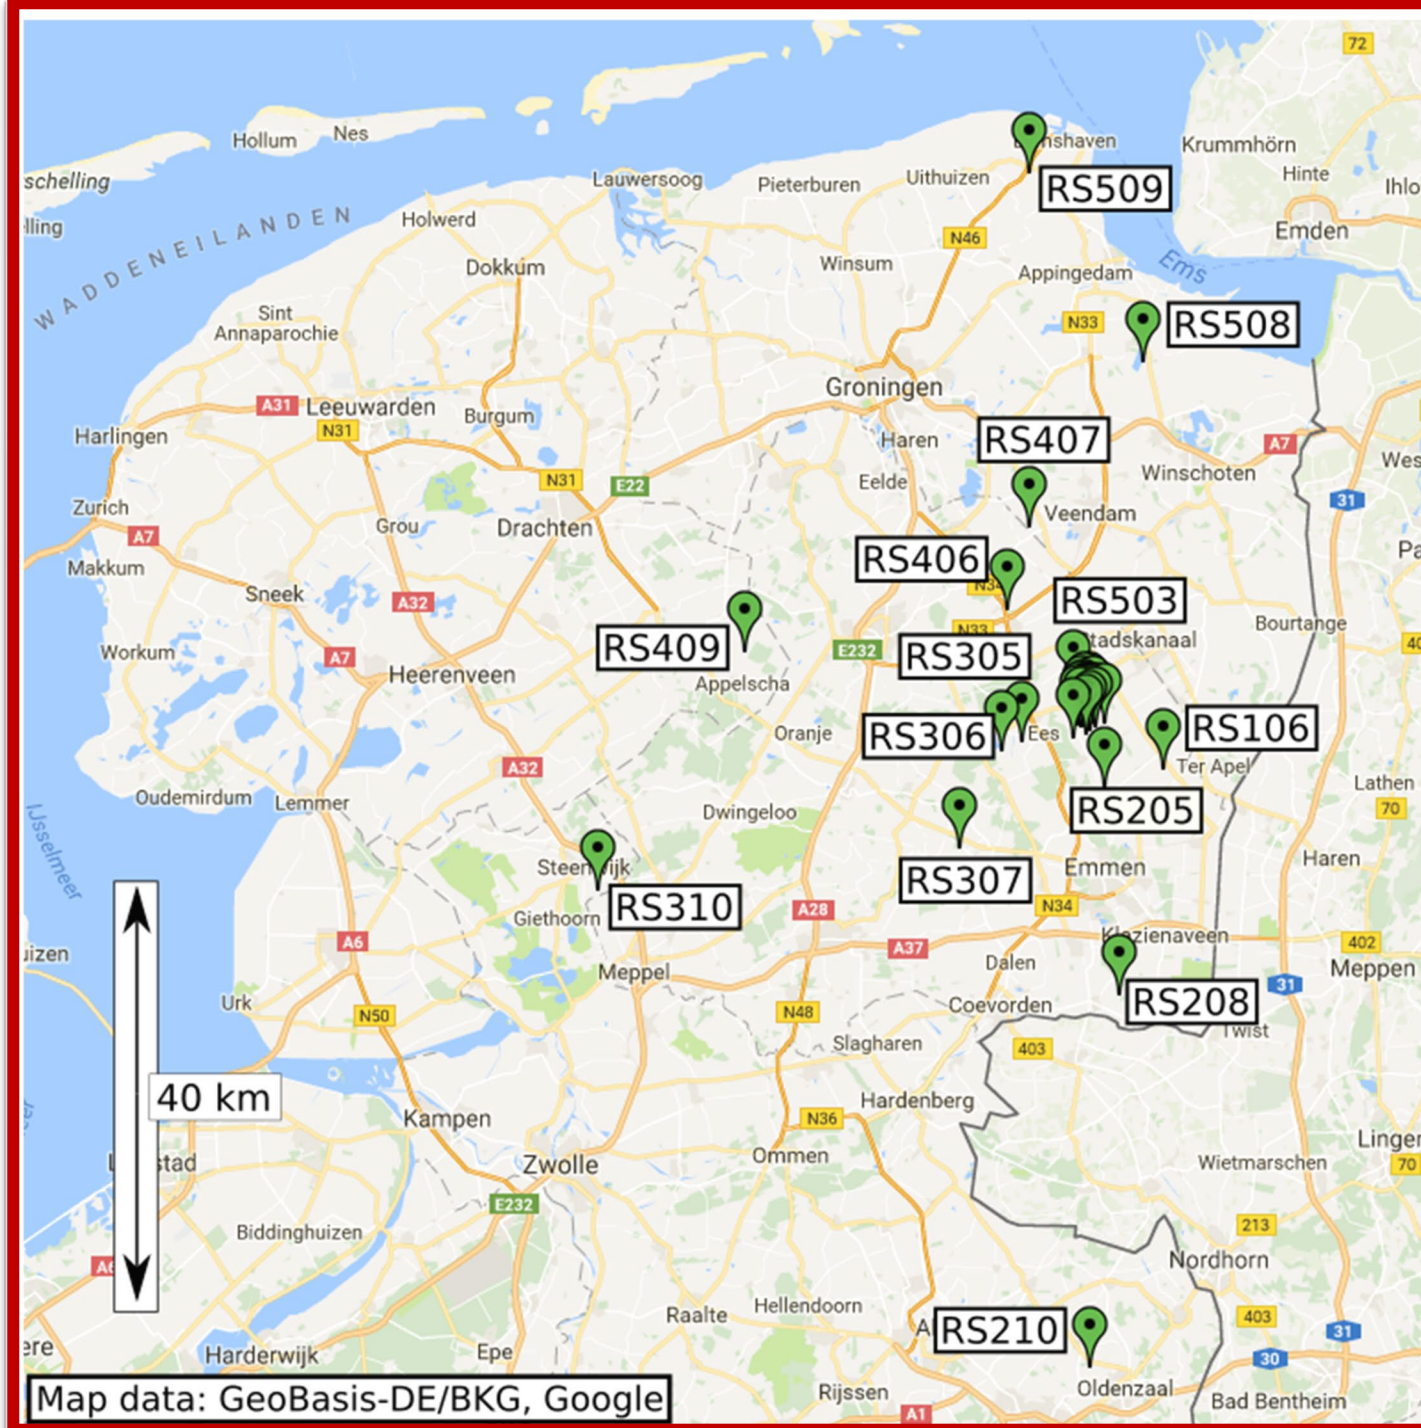 72
Hollum
Nes
Krummhörn
RS509
Lauwersoog
Pieterburen
Uithuizen
Hinte
schelling
Ihlo
lling
Holwerd
WADDENEILANDEN
Emden
N46
Dokkum
Winsum
Appingedam
Ems
Sint
Annaparochie
N33
RS508
Groningen
A31
Leeuwarden
Burgum
N31
Harlingen
Haren
RS407
A7
Winschoten
Wes
Eelde
N31
E22
31
Zurich
Grou
Drachten
Veendam
A7
Makkum
RS406
Sneek
A32
N33
RS503
Bourtange
Workum
A7
RS409
E232
RS305
Heerenveen
Appelscha
Oranje
RS306
Ees
RS106
A32
Ter Apel
Oudemirdum
Lemmer
Dwingeloo
RS205
Lathen
70
IJsselmeer
Haren
Emmen
RS307
RS310
Giethoorn
A28
N34
A6
A37
402
Meppel
Dalen
Meppen
31
Urk
N50
N48
Coevorden
RS208
Twist
Slagharen
403
40 km
Kampen
Hardenberg
N36
Zwolle
Ommen
Linger
Wietmarschen
70
E232
Biddinghuizen
213
Nordhorn
Raalte
Hellendoorn
RS210
403
31
Harderwijk
Epe
30
Map data: GeoBasis-DE/BKG, Google
Rijssen
Oldenzaal
Bad Bentheim
A1